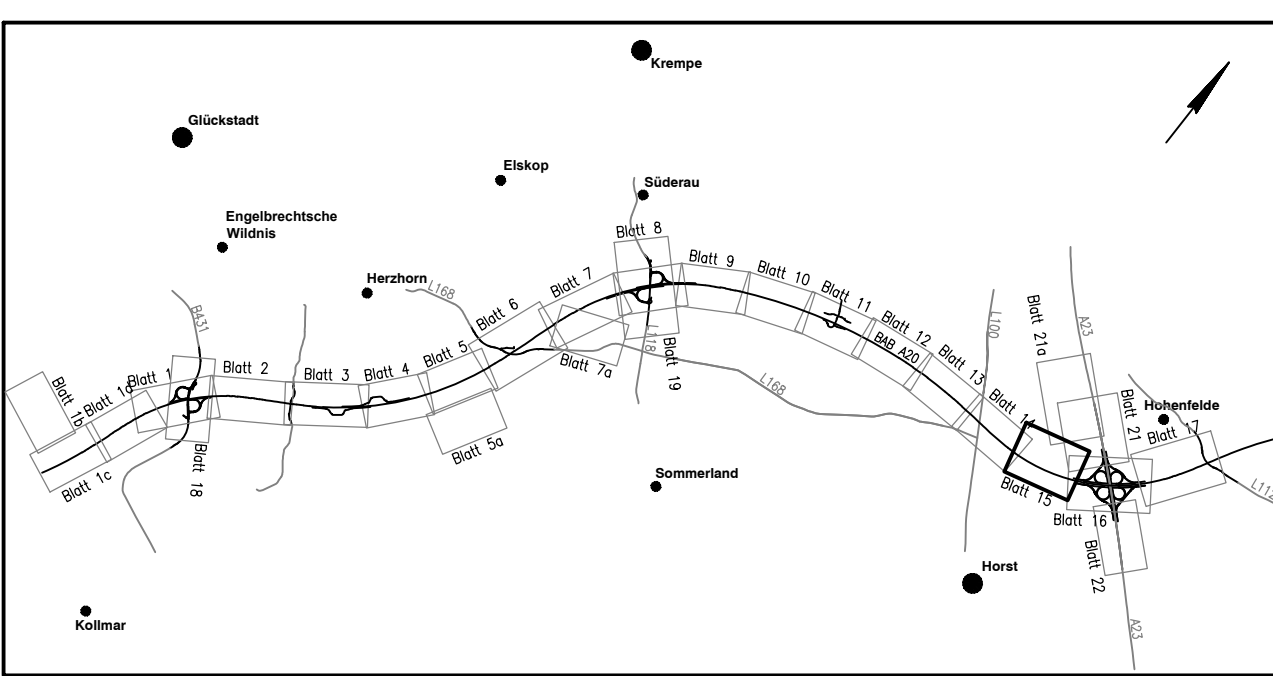 Krempe
Glückstadt
Elskop
Süderau
Engelbrechtsche
Wildnis
Blatt 8
Herzhorn
L168
Blatt 7
Blatt 9
Blatt 10
Blatt 11
Blatt 12
BAB A20
Blatt 13
Blatt 14
L100
Blatt 21a
A23
B431
Blatt 6
Blatt 5
Blatt 4
Blatt 3
Blatt 2
Blatt 1
Blatt 1d
Blatt 1b
Blatt 1c
Blatt 18
Blatt 5a
Blatt 7a
L118
Blatt 19
L168
Hohenfelde
Blatt 17
Blatt 21
L112
Sommerland
Blatt 15
Blatt 16
Blatt 22
Horst
Kollmar
A23